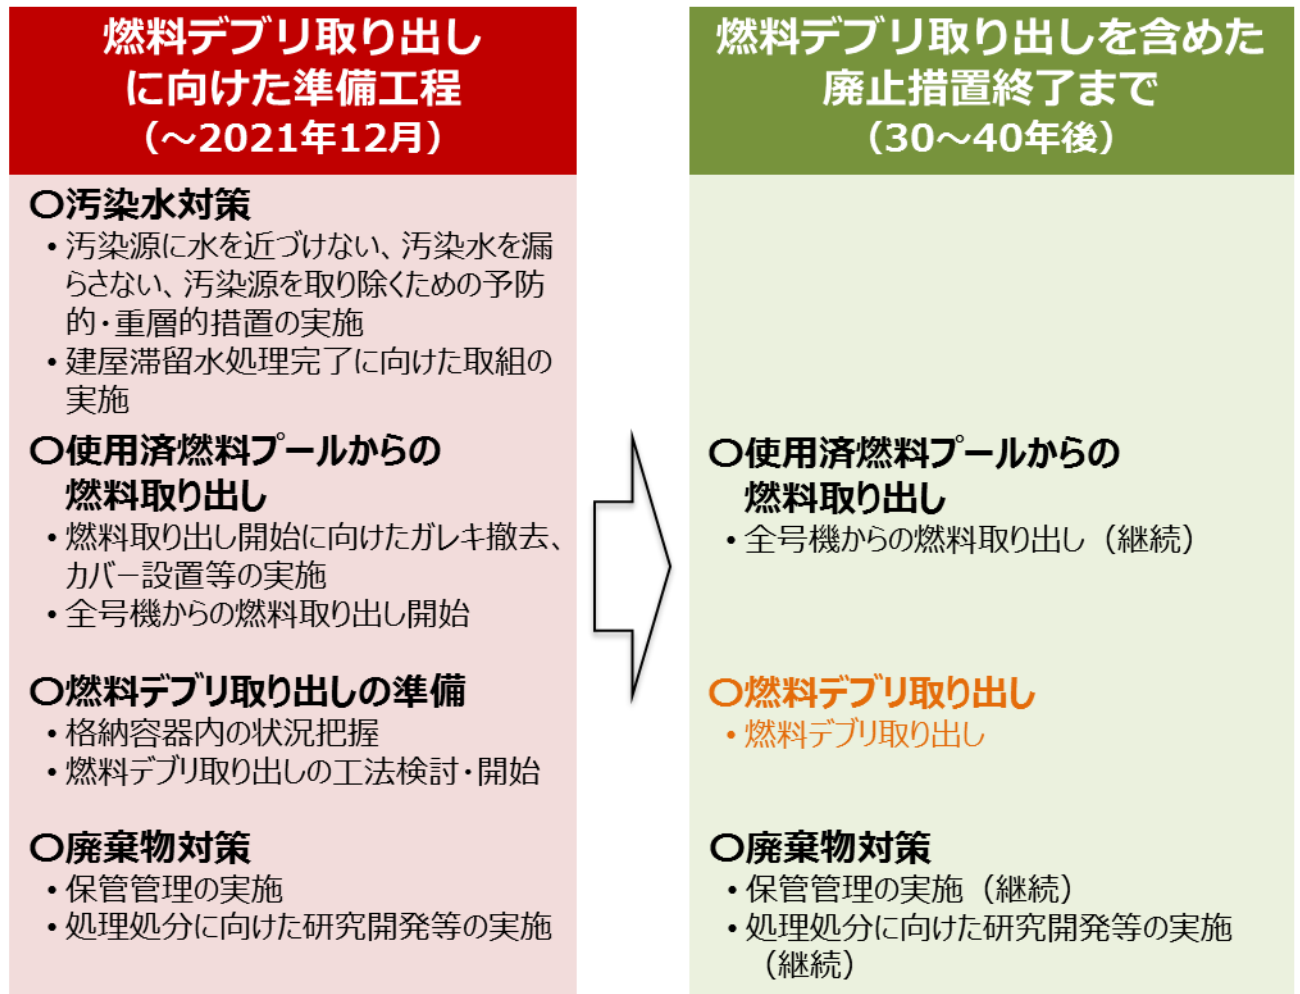 燃料デブリ取り出し
に向けた準備工程
（～2021年12月）
〇汚染水対策
・汚染源に水を近づけない、汚染水を漏
らさない、汚染源を取り除くための予防
的・重層的措置の実施
・建屋滞留水処理完了に向けた取組の
実施
〇使用済燃料プールからの
燃料取り出し
・燃料取り出し開始に向けたガレキ撤去、
カバー設置等の実施
・全号機からの燃料取り出し開始
〇燃料デブリ取り出しの準備
・格納容器内の状況把握
・燃料デブリ取り出しの工法検討・開始
〇廃棄物対策
・保管管理の実施
・処理処分に向けた研究開発等の実施
燃料デブリ取り出しを含めた
廃止措置終了まで
（30～40年後）
〇使用済燃料プールからの
燃料取り出し
・全号機からの燃料取り出し（継続）
〇燃料デブリ取り出し
・燃料デブリ取り出し
〇廃棄物対策
・保管管理の実施（継続）
・処理処分に向けた研究開発等の実施
（継続）